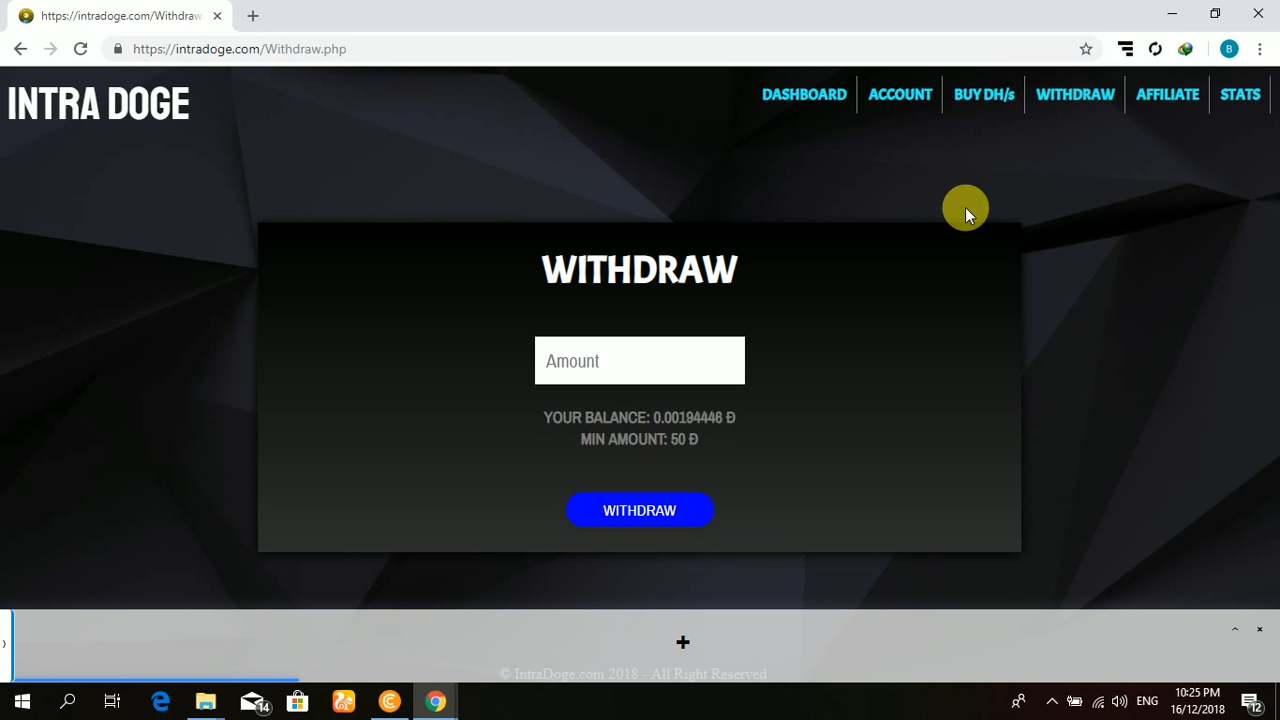 https://intradoge.com/Withdraw.
https://intradoge.com/Withdraw.php
B
INTRA DOGE
DASHBOARD
ACCOUNT
BUY DH/s
WITHDRAW
AFFILIATE
STATS
WITHDRAW
Amount
YOUR BALANCE: 0.00194446 Đ
MIN AMOUNT: 50 Đ
WITHDRAW
© IntraDoge.com 2018 - All Right Reserved
14
ENG
10:25 PM
16/12/2018
12